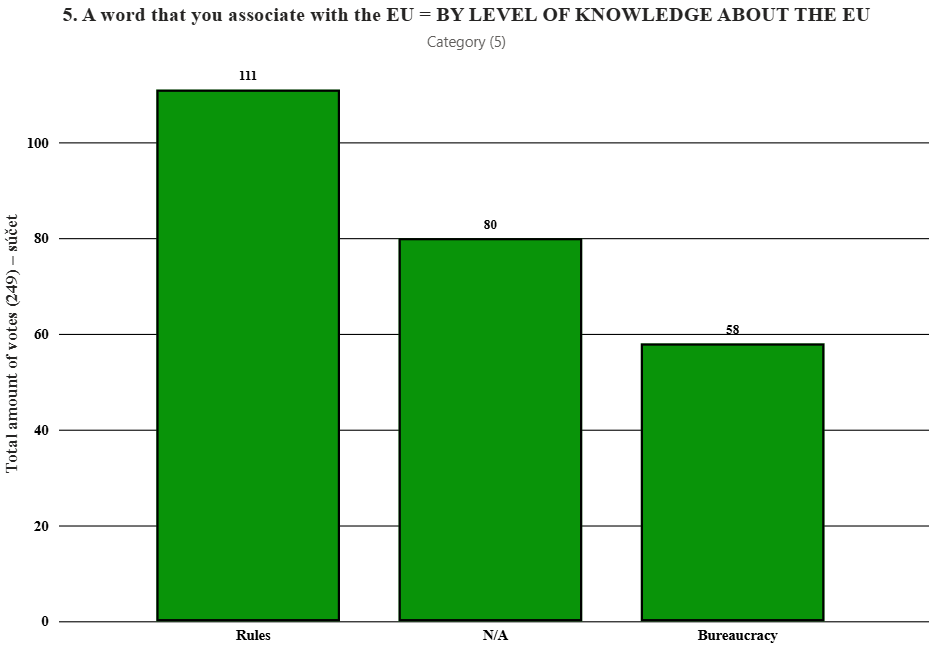 5. A word that you associate with the EU = BY LEVEL OF KNOWLEDGE ABOUT THE EU
Category (5)
Total amount of votes (249) – súčet
111
100
80
80
60
58
40
20
0
Rules
N/A
Bureaucracy